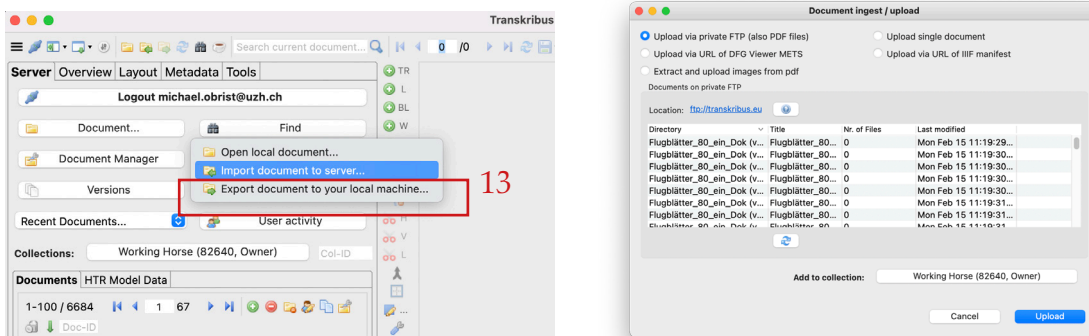 Transkribus
Search current document...
0 /0
Server Overview Layout Metadata Tools
Logout michael.obrist@uzh.ch
Document...
Find
Open local document...
Document Manager
Import document to server...
Export document to your local machine...
13
Versions
Recent Documents...
User activity
Collections:
Working Horse (82640, Owner)
Col-ID
Documents HTR Model Data
1-100 / 6684
1 67
Doc-ID
TR
L
BL
W
H
V
L
...
Document ingest / upload
Upload via private FTP (also PDF files)
Upload single document
Upload via URL of DFG Viewer METS
Upload via URL of IIIF manifest
Extract and upload images from pdf
Documents on private FTP
Location: ftp://transkribus.eu
Directory Title Nr. of Files Last modified
Flugblätter_80_ein_Dok (v... Flugblätter_80... 0 Mon Feb 15 11:19:29...
Flugblätter_80_ein_Dok (v... Flugblätter_80... 0 Mon Feb 15 11:19:30...
Flugblätter_80_ein_Dok (v... Flugblätter_80... 0 Mon Feb 15 11:19:30...
Flugblätter_80_ein_Dok (v... Flugblätter_80... 0 Mon Feb 15 11:19:30...
Flugblätter_80_ein_Dok (v... Flugblätter_80... 0 Mon Feb 15 11:19:30...
Flugblätter_80_ein_Dok (v... Flugblätter_80... 0 Mon Feb 15 11:19:31...
Flugblätter_80_ein_Dok (v... Flugblätter_80... 0 Mon Feb 15 11:19:31...
Flugblätter_80_ein_Dok (v... Flugblätter_80... 0 Mon Feb 15 11:19:31...
Add to collection:
Working Horse (82640, Owner)
Cancel
Upload